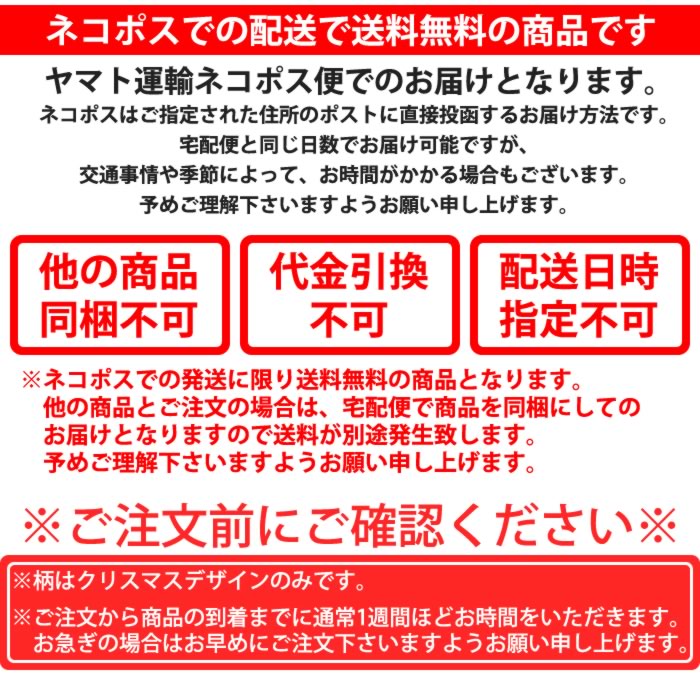 ネコポスでの配送で送料無料の商品です
ヤマト運輸ネコポス便でのお届けとなります。
ネコポスはご指定された住所のポストに直接投函するお届け方法です。
宅配便と同じ日数でお届け可能ですが、
交通事情や季節によって、お時間がかかる場合もございます。
予めご理解下さいますようお願い申し上げます。
他の商品
同梱不可
代金引換
不可
配送日時
指定不可
※ネコポスでの発送に限り送料無料の商品となります。
他の商品とご注文の場合は、宅配便で商品を同梱にしての
お届けとなりますので送料が別途発生致します。
予めご理解下さいますようお願い申し上げます。
※ご注文前にご確認ください※
※柄はクリスマスデザインのみです。
※ご注文から商品の到着までに通常1週間ほどお時間をいただきます。
お急ぎの場合はお早めにご注文下さいますようお願い申し上げます。